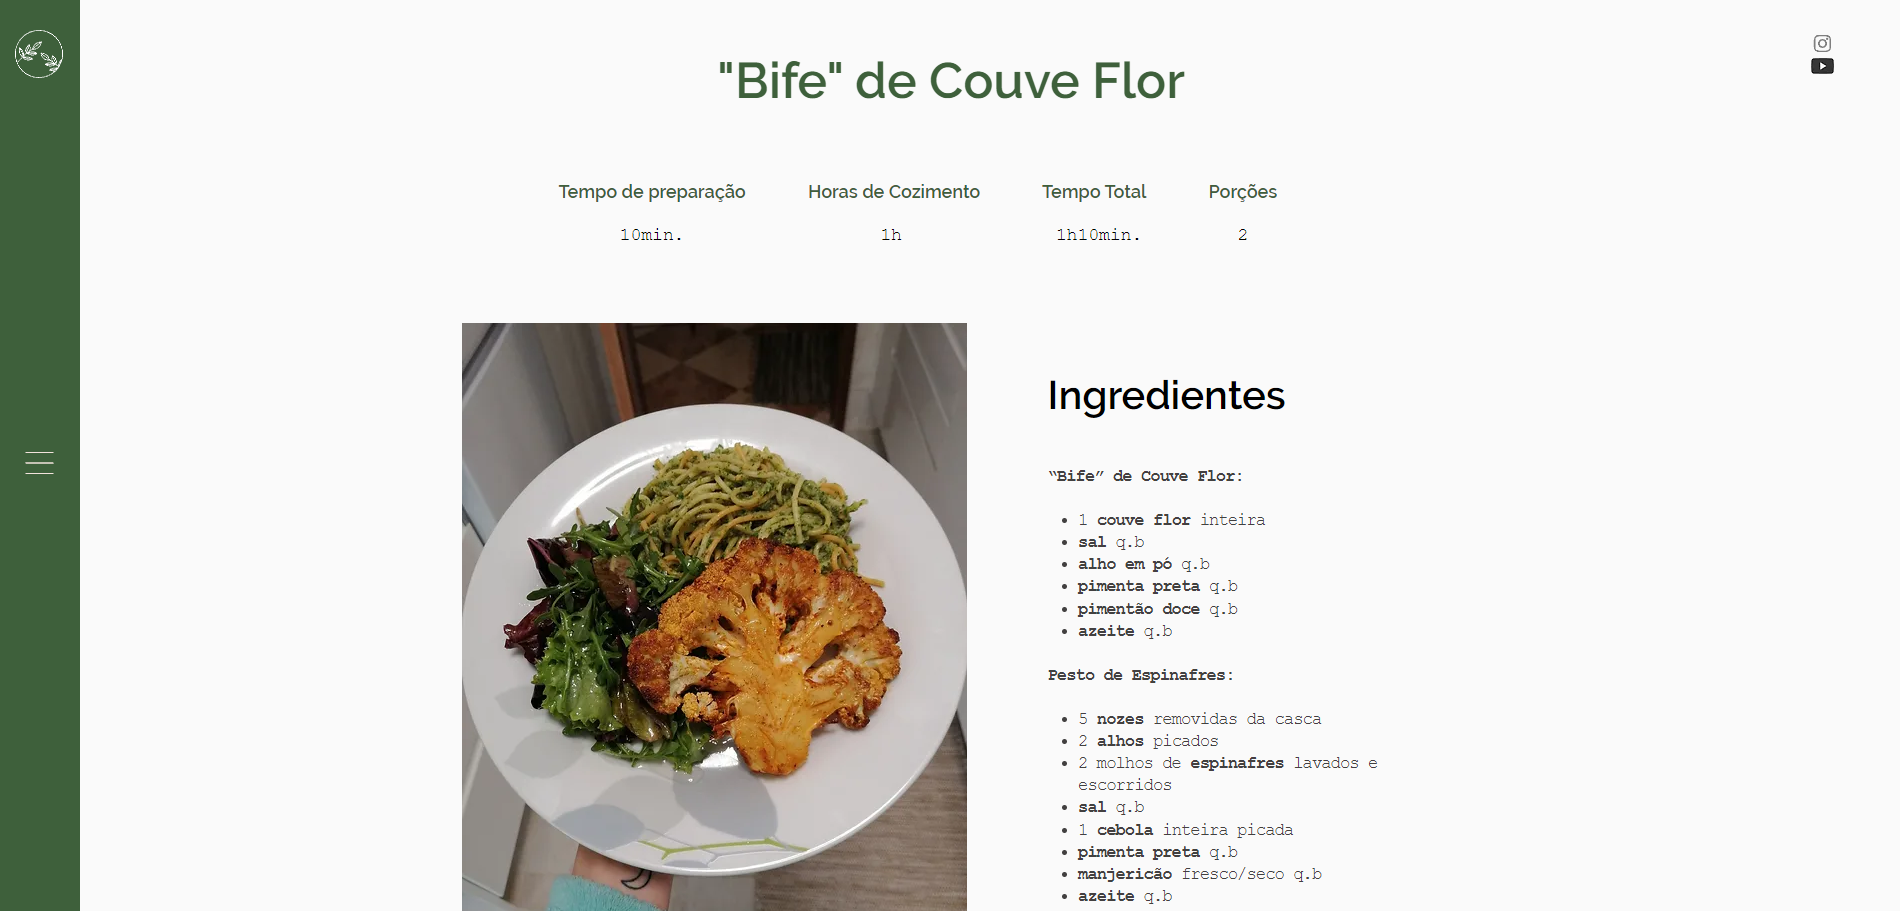 "Bife" de Couve Flor
Tempo de preparação
Horas de Cozimento
Tempo Total
Porções
10min.
1h
1h10min.
2
Ingredientes
“Bife” de Couve Flor:
1 couve flor inteira
sal q.b
alho em pó q.b
pimenta preta q.b
pimentão doce q.b
azeite q.b
Pesto de Espinafres:
5 nozes removidas da casca
2 alhos picados
2 molhos de espinafres lavados e
escorridos
sal q.b
1 cebola inteira picada
pimenta preta q.b
manjericão fresco/seco q.b
azeite q.b